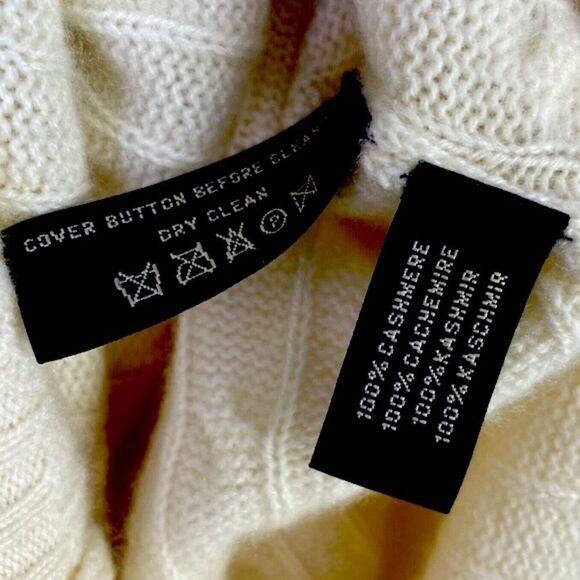 COVER BUTTON BEFORE CLEAN
DRY CLEAN
P
100% CASHMERE
100% CACHEMIRE
100% KASHMIR
100% KASCHMIR